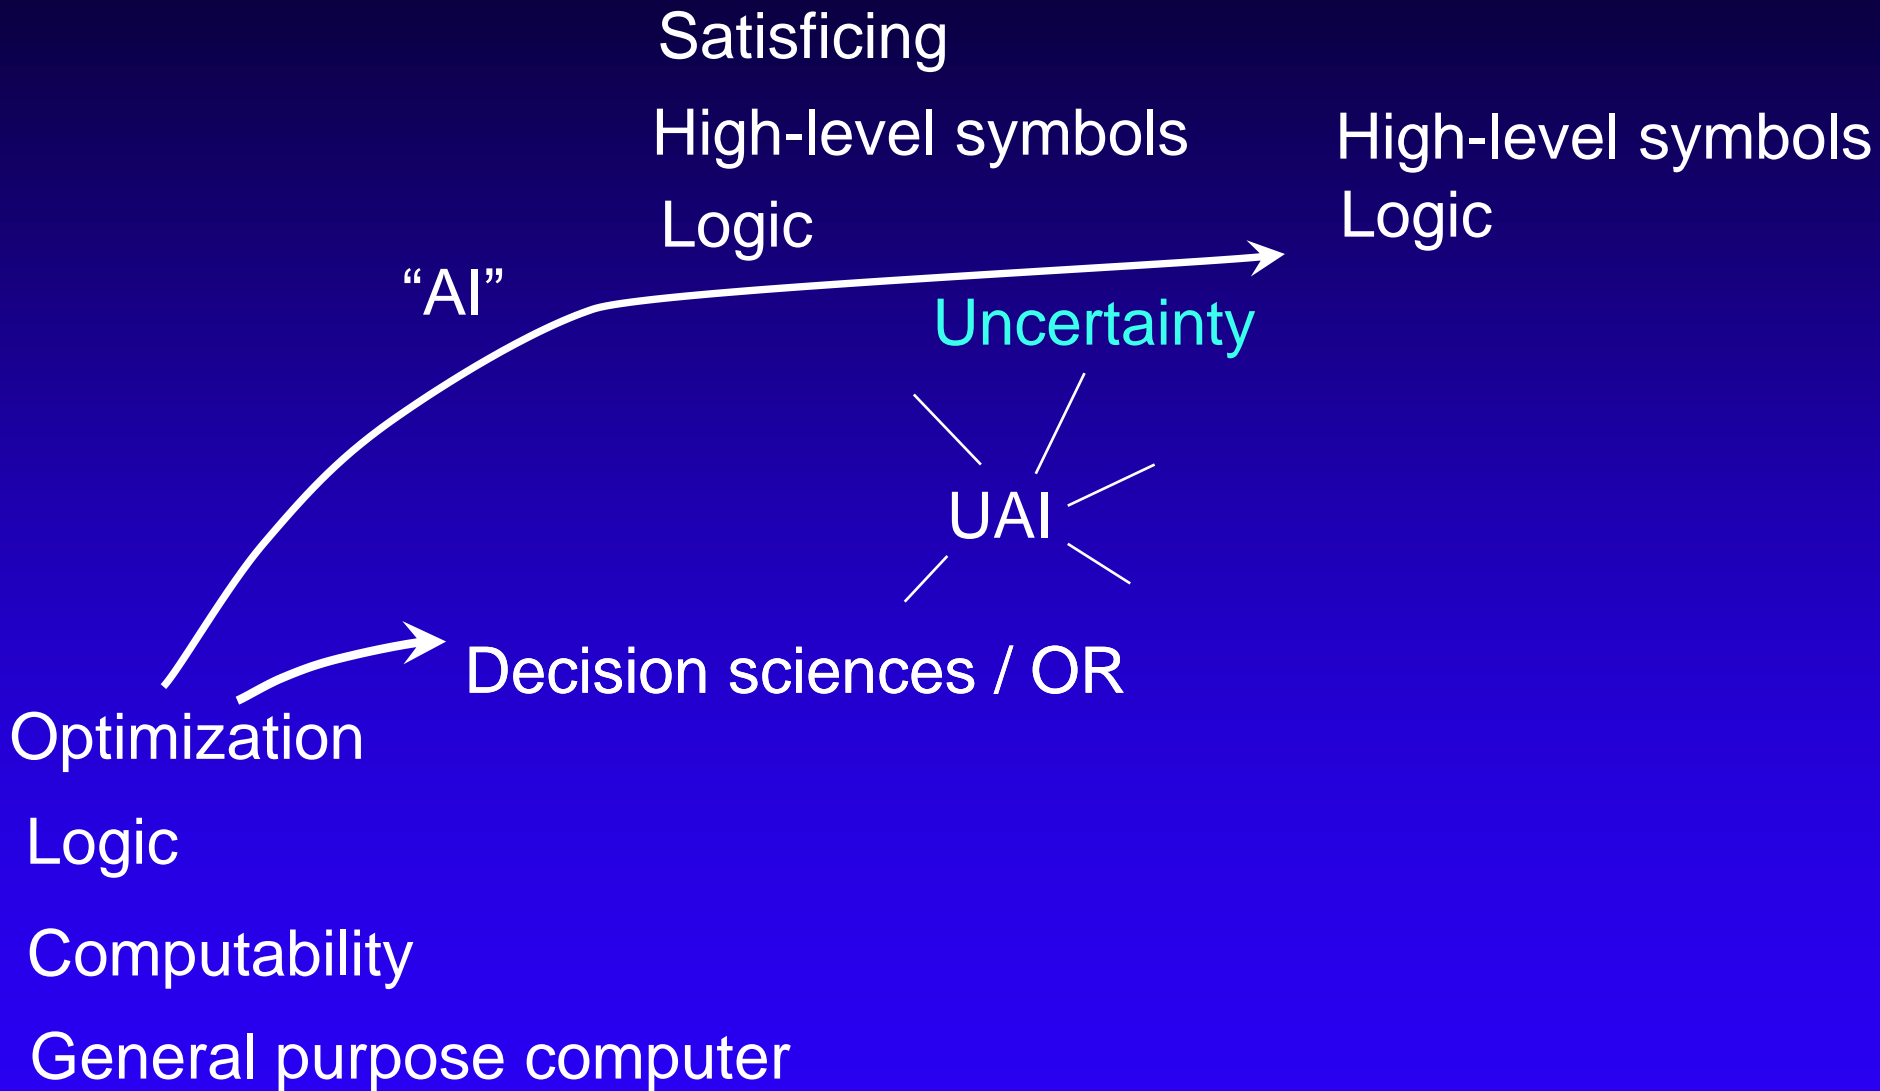 Satisficing
High-level symbols
High-level symbols
Logic
Logic
“AI”
Uncertainty
UAI
Decision sciences / OR
Optimization
Logic
Computability
General purpose computer